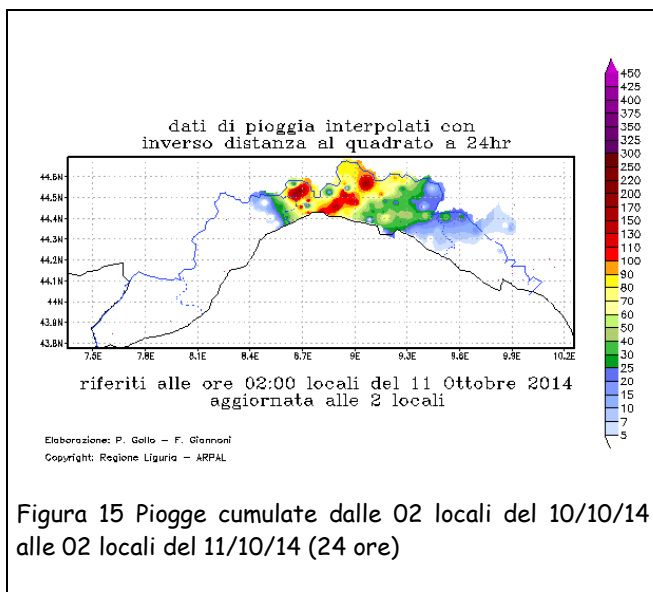 dati di pioggia interpolati con
inverso distanza al quadrato a 24hr
44.6N
44.5N
44.4N
44.3N
44.2N
44.1N
44N
43.9N
43.8N
7.5E 7.8E 8.1E 8.4E 8.7E 9E 9.3E 9.6E 9.9E 10.2E
450
425
400
375
350
325
300
250
200
170
150
130
110
100
90
80
70
60
50
40
30
25
20
15
10
7
5
riferiti alle ore 02:00 locali del 11 Ottobre 2014
aggiornata alle 2 locali
Elaborazione: P. Gollo – F. Giannoni
Copyright: Regione Liguria – ARPAL
Figura 15 Piogge cumulate dalle 02 locali del 10/10/14
alle 02 locali del 11/10/14 (24 ore)